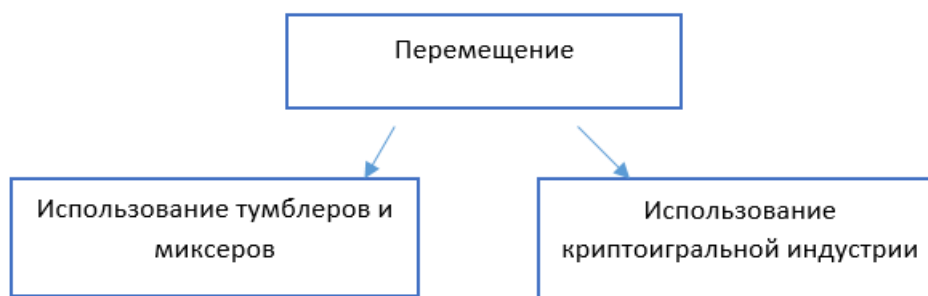 Перемещение
Использование тумблеров и
миксеров
Использование
криптоигральной индустрии